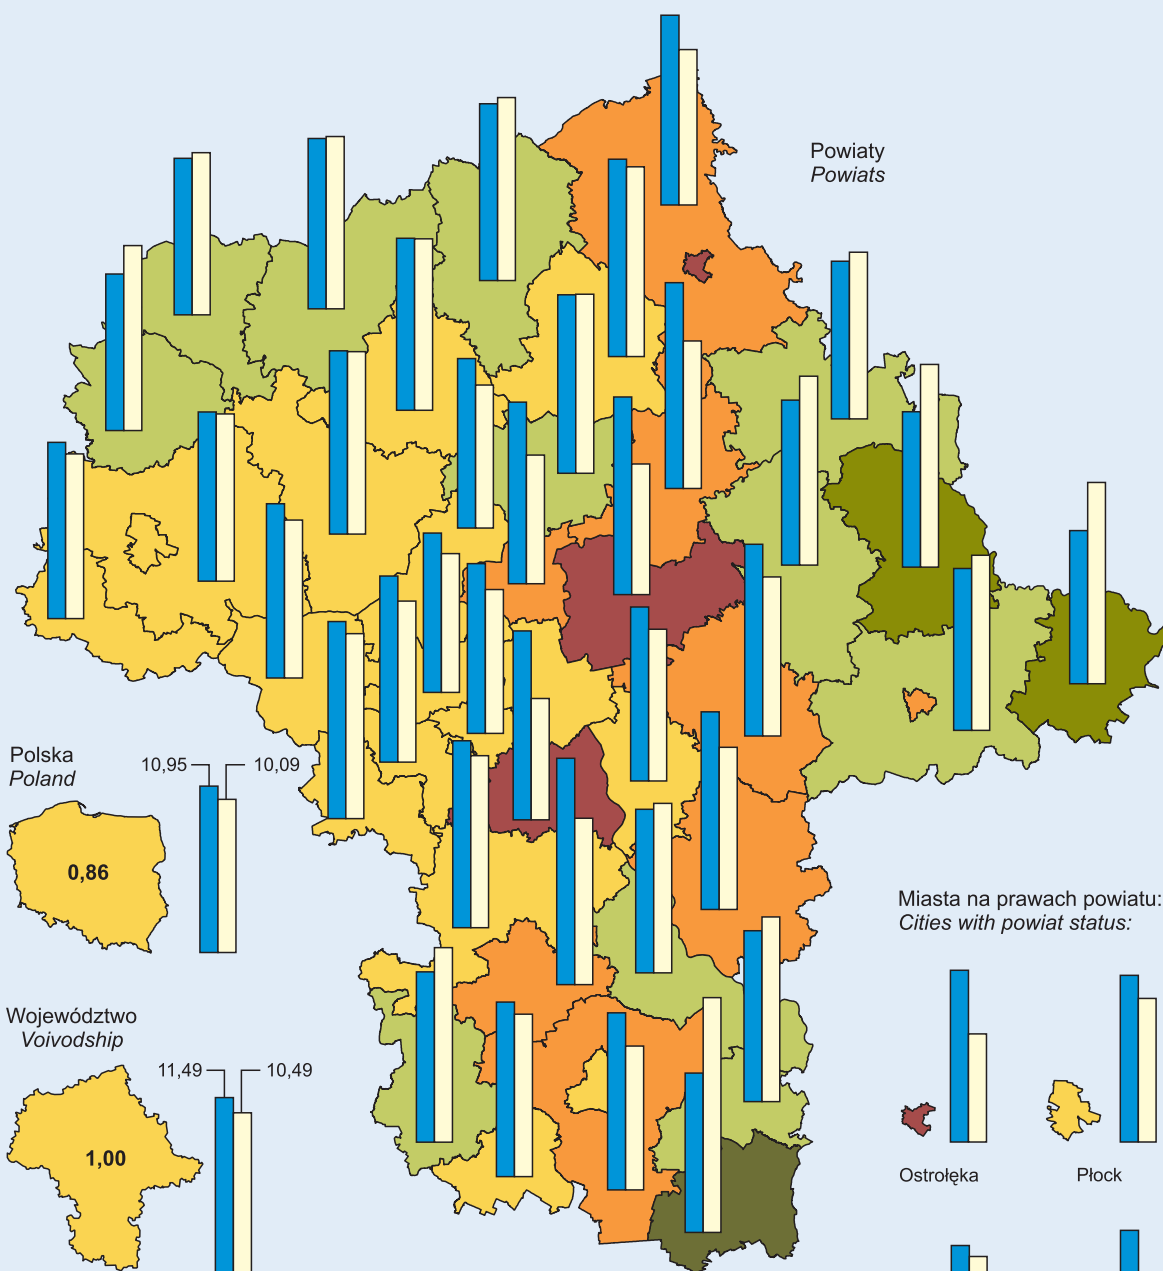 Powiaty
Powiats
Polska
Poland
10,95 10,09
0,86
Województwo
Voivodship
11,49 10,49
1,00
Miasta na prawach powiatu:
Cities with powiat status:
Ostrołęka Płock